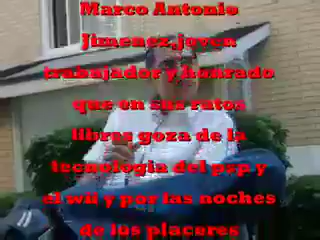 Marco Antonio
Jimenez,joven
trabajador y honrado
que en sus ratos
libres goza de la
tecnologia del psp y
el wii y por las noches
de los placeres